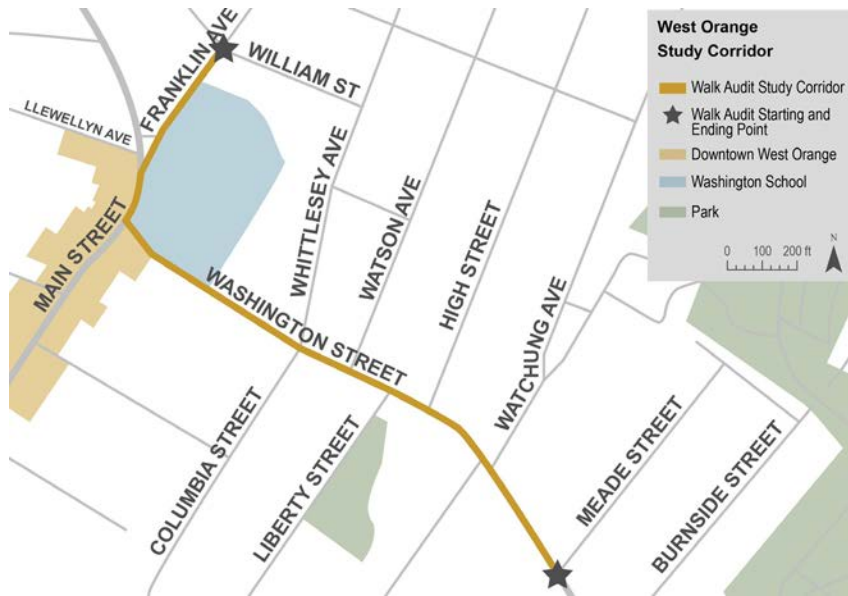 West Orange
Study Corridor
Walk Audit Study Corridor
Walk Audit Starting and
Ending Point
Downtown West Orange
Washington School
Park
N
0 100 200 ft
FRANKLIN AVE
WILLIAM ST
LLEWELLYN AVE
MAIN STREET
WHITTLESEY AVE
WATSON AVE
HIGH STREET
WASHINGTON STREET
WATCHUNG AVE
COLUMBIA STREET
LIBERTY STREET
MEADE STREET
BURNSIDE STREET